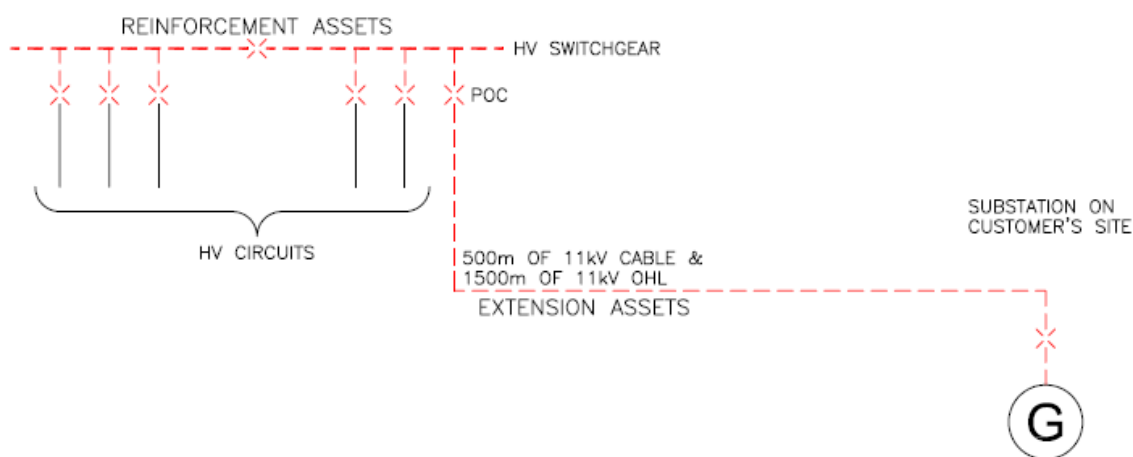 REINFORCEMENT ASSETS
HV SWITCHGEAR
POC
SUBSTATION ON
CUSTOMER'S SITE
HV CIRCUITS
500m OF 11kV CABLE &
1500m OF 11kV OHL
EXTENSION ASSETS
G